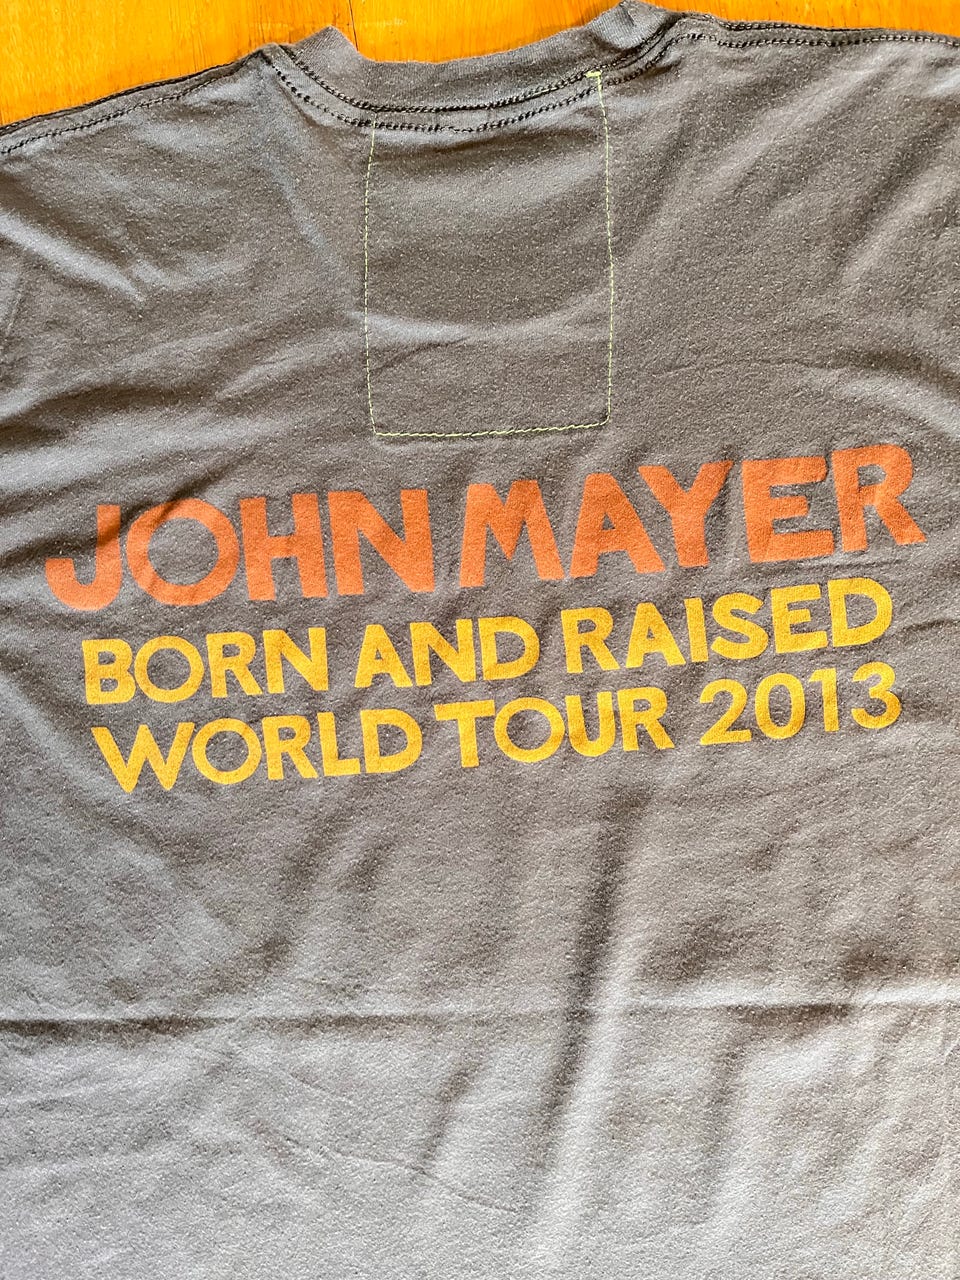 JOHN MAYER
BORN AND RAISED
WORLD TOUR 2013